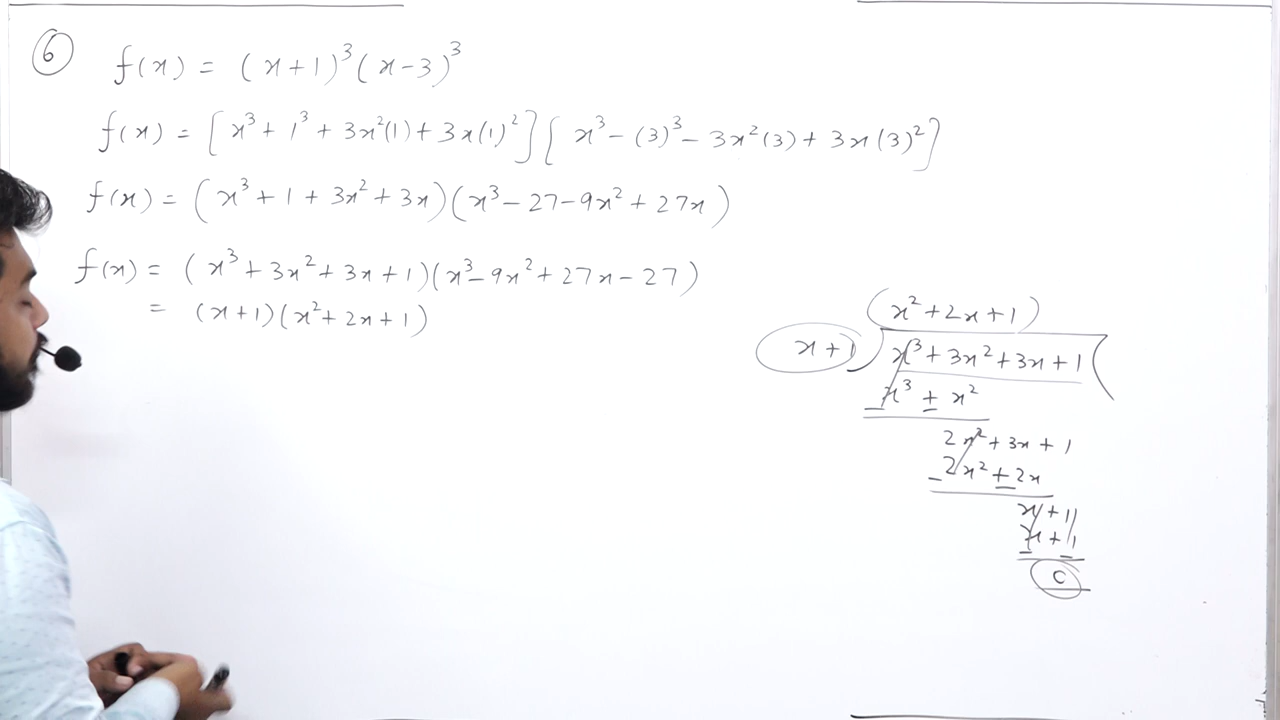 6
f(x) = (x+1)³(x-3)³
f(x) = [x³ + 1³ + 3x²(1) + 3x(1)²][x³ - (3)³ - 3x²(3) + 3x(3)²]
f(x) = (x³ + 1 + 3x² + 3x)(x³ - 27 - 9x² + 27x)
f(x) = (x³ + 3x² + 3x + 1)(x³ - 9x² + 27x - 27)
= (x+1)(x² + 2x + 1)
(x² + 2x + 1)
x + 1 ) x³ + 3x² + 3x + 1 (
x³ + x²
2x² + 3x + 1
2x² + 2x
x + 1
x + 1
0